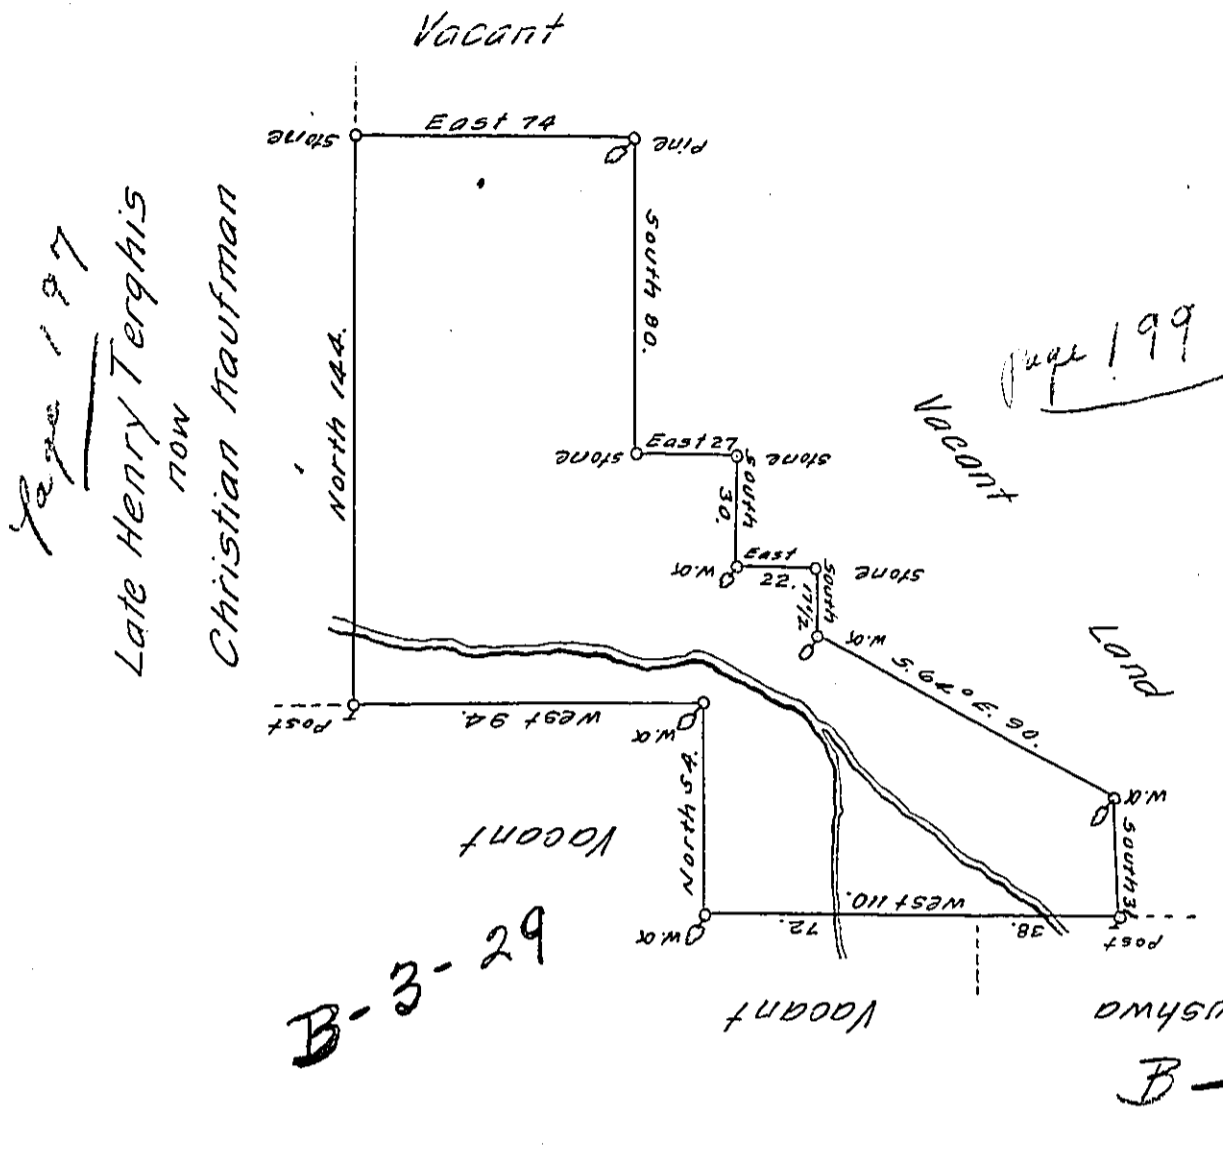 Vacant
East 74
stone
Pine
South 80.
North 144.
Page 197
Late Henry Terghis
now
Christian Kaufman
page 199
Vacant
Land
East 27
stone
stone
South
30.
East
22.
w.o
stone
South
17½
w.o
S. 64° E. 90.
w.o
South 31
Post
West 94.
w.o
North 54.
Vacant
West 110.
72.
38.
w.o
Post
Vacant
B-3-29
B-